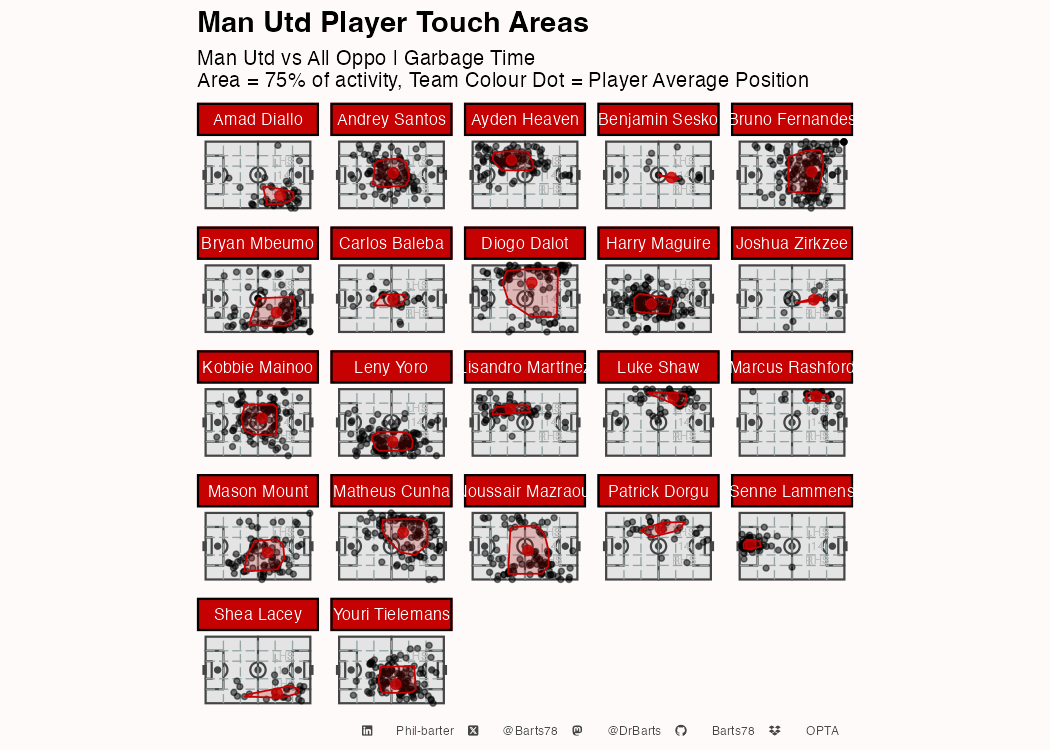 Man Utd Player Touch Areas
Man Utd vs All Oppo | Garbage Time
Area = 75% of activity, Team Colour Dot = Player Average Position
Amad Diallo Andrey Santos Ayden Heaven Benjamin Sesko Bruno Fernandes
Bryan Mbeumo Carlos Baleba Diogo Dalot Harry Maguire Joshua Zirkzee
Kobbie Mainoo Leny Yoro Lisandro Martínez Luke Shaw Marcus Rashford
Mason Mount Matheus Cunha Noussair Mazraou Patrick Dorgu Senne Lammens
Shea Lacey Youri Tielemans
Phil-barter @Barts78 @DrBarts Barts78 OPTA